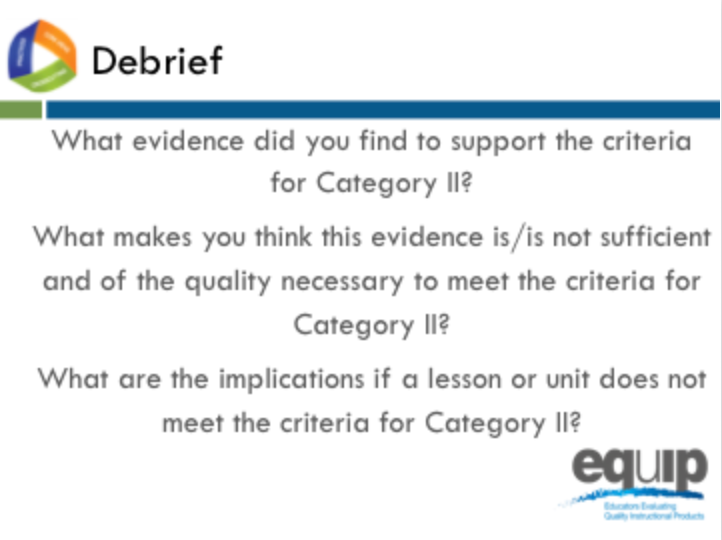 Debrief
What evidence did you find to support the criteria
for Category II?
What makes you think this evidence is/is not sufficient
and of the quality necessary to meet the criteria for
Category II?
What are the implications if a lesson or unit does not
meet the criteria for Category II?
equip
Educators Evaluating
Quality Instructional Products